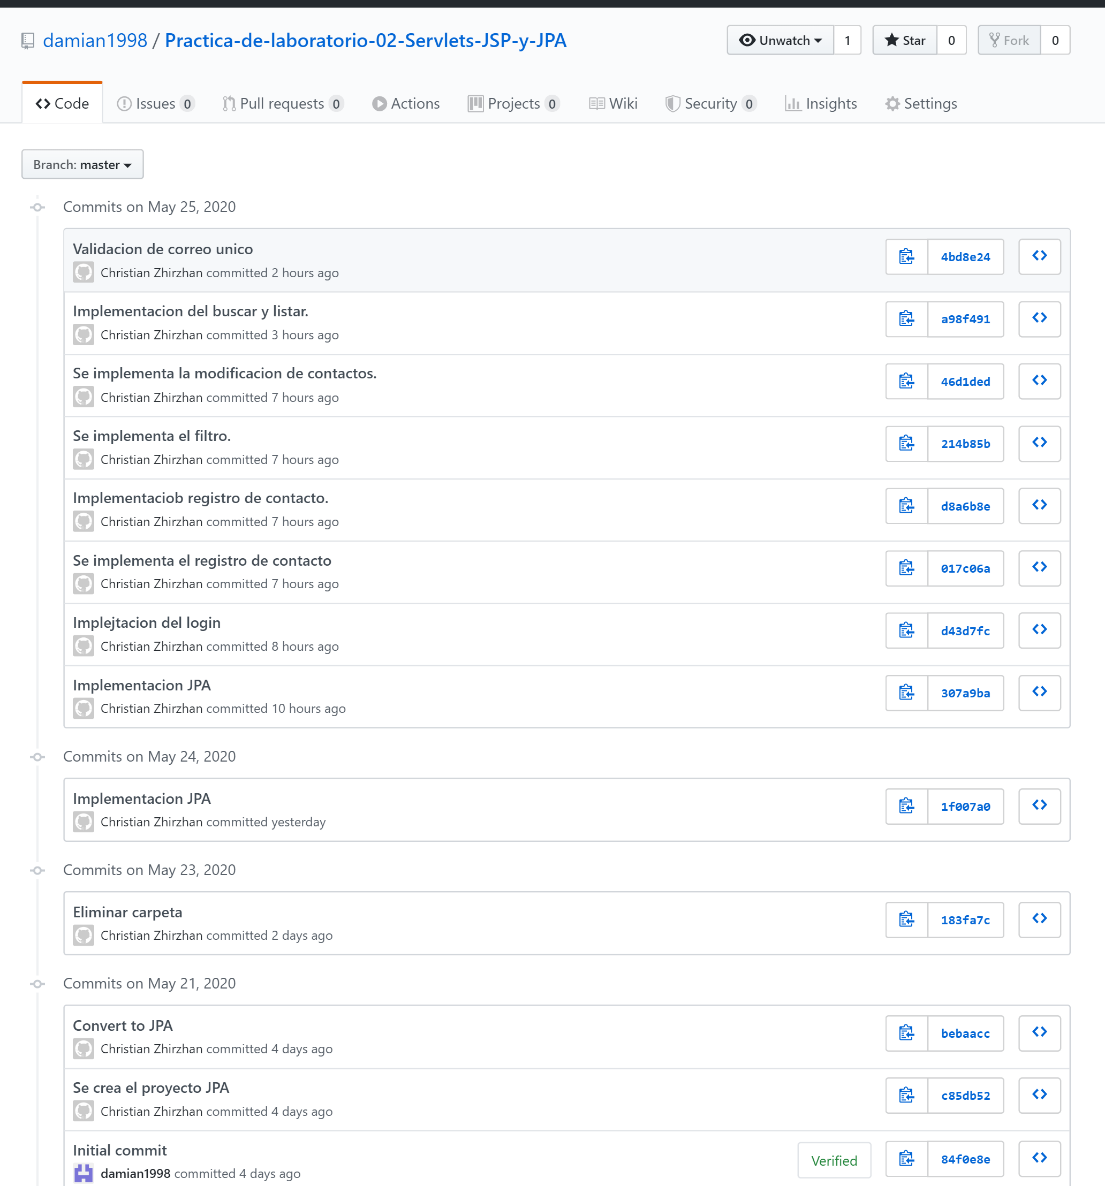 damian1998 / Practica-de-laboratorio-02-Servlets-JSP-y-JPA
Unwatch 1 Star 0 Fork 0
Code Issues 0 Pull requests 0 Actions Projects 0 Wiki Security 0 Insights Settings
Branch: master
Commits on May 25, 2020
Validacion de correo unico
Christian Zhirzhan committed 2 hours ago
4bd8e24
Implementacion del buscar y listar.
Christian Zhirzhan committed 3 hours ago
a98f491
Se implementa la modificacion de contactos.
Christian Zhirzhan committed 7 hours ago
46d1ded
Se implementa el filtro.
Christian Zhirzhan committed 7 hours ago
214b85b
Implementaciob registro de contacto.
Christian Zhirzhan committed 7 hours ago
d8a6b8e
Se implementa el registro de contacto
Christian Zhirzhan committed 7 hours ago
017c06a
Implejtacion del login
Christian Zhirzhan committed 8 hours ago
d43d7fc
Implementacion JPA
Christian Zhirzhan committed 10 hours ago
307a9ba
Commits on May 24, 2020
Implementacion JPA
Christian Zhirzhan committed yesterday
1f007a0
Commits on May 23, 2020
Eliminar carpeta
Christian Zhirzhan committed 2 days ago
183fa7c
Commits on May 21, 2020
Convert to JPA
Christian Zhirzhan committed 4 days ago
bebaacc
Se crea el proyecto JPA
Christian Zhirzhan committed 4 days ago
c85db52
Initial commit
damian1998 committed 4 days ago
Verified 84f0e8e